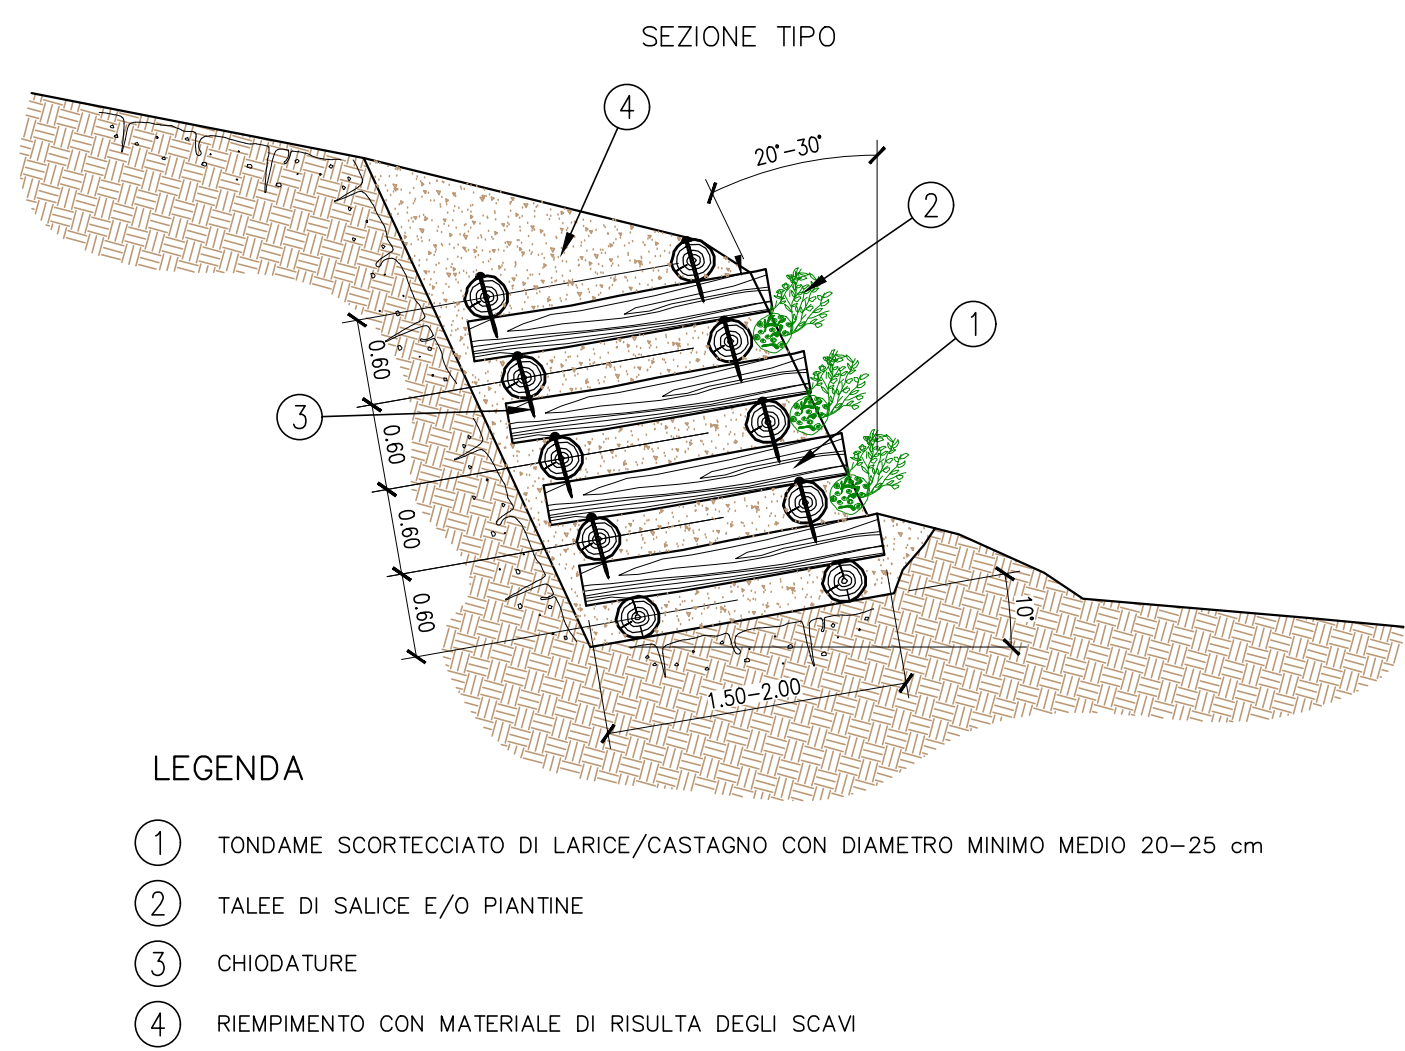 SEZIONE TIPO
4
20°-30°
2
1
3
0.60
0.60
0.60
0.60
10°
1.50-2.00
LEGENDA
1 TONDAME SCORTECCIATO DI LARICE/CASTAGNO CON DIAMETRO MINIMO MEDIO 20-25 cm
2 TALEE DI SALICE E/O PIANTINE
3 CHIODATURE
4 RIEMPIMENTO CON MATERIALE DI RISULTA DEGLI SCAVI